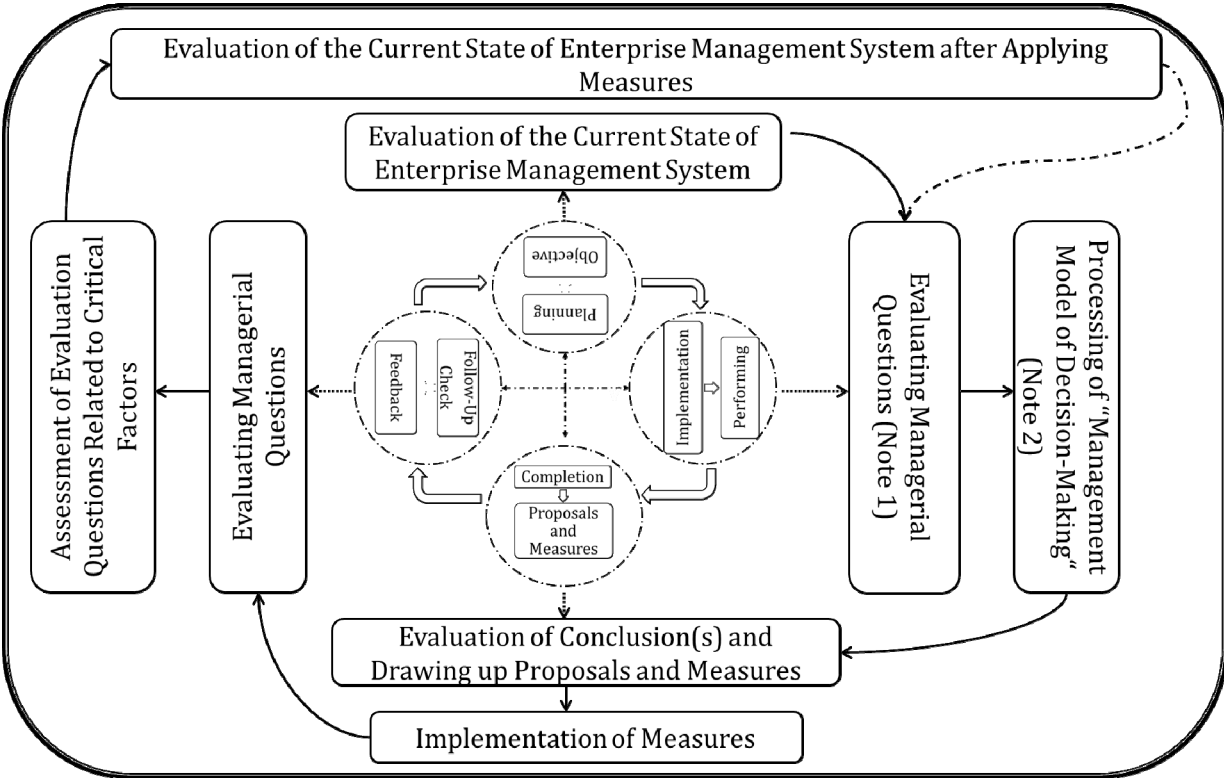 Evaluation of the Current State of Enterprise Management System after Applying
Measures
Evaluation of the Current State of
Enterprise Management System
Assessment of Evaluation
Questions Related to Critical
Factors
Evaluating Managerial
Questions
Objective
Planning
Feedback
Follow-Up
Check
Implementation
Performing
Completion
Proposals
and
Measures
Evaluating Managerial
Questions (Note 1)
Processing of “Management
Model of Decision-Making“
(Note 2)
Evaluation of Conclusion(s) and
Drawing up Proposals and Measures
Implementation of Measures